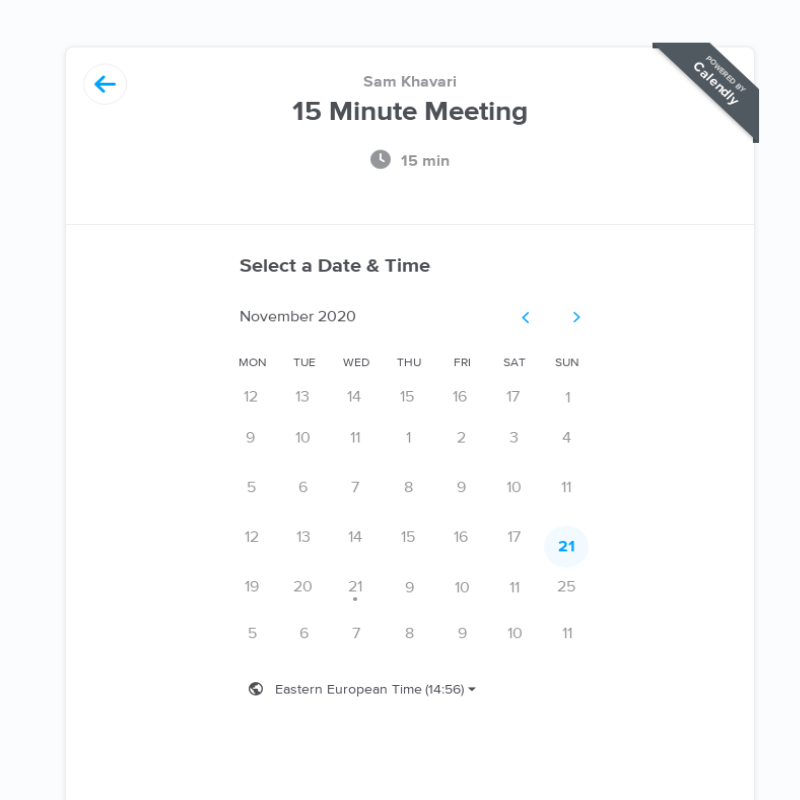 POWERED BY
Calendly
Sam Khavari
15 Minute Meeting
15 min
Select a Date & Time
November 2020
MON TUE WED THU FRI SAT SUN
12 13 14 15 16 17 1
9 10 11 1 2 3 4
5 6 7 8 9 10 11
12 13 14 15 16 17 21
19 20 21 9 10 11 25
5 6 7 8 9 10 11
Eastern European Time (14:56)